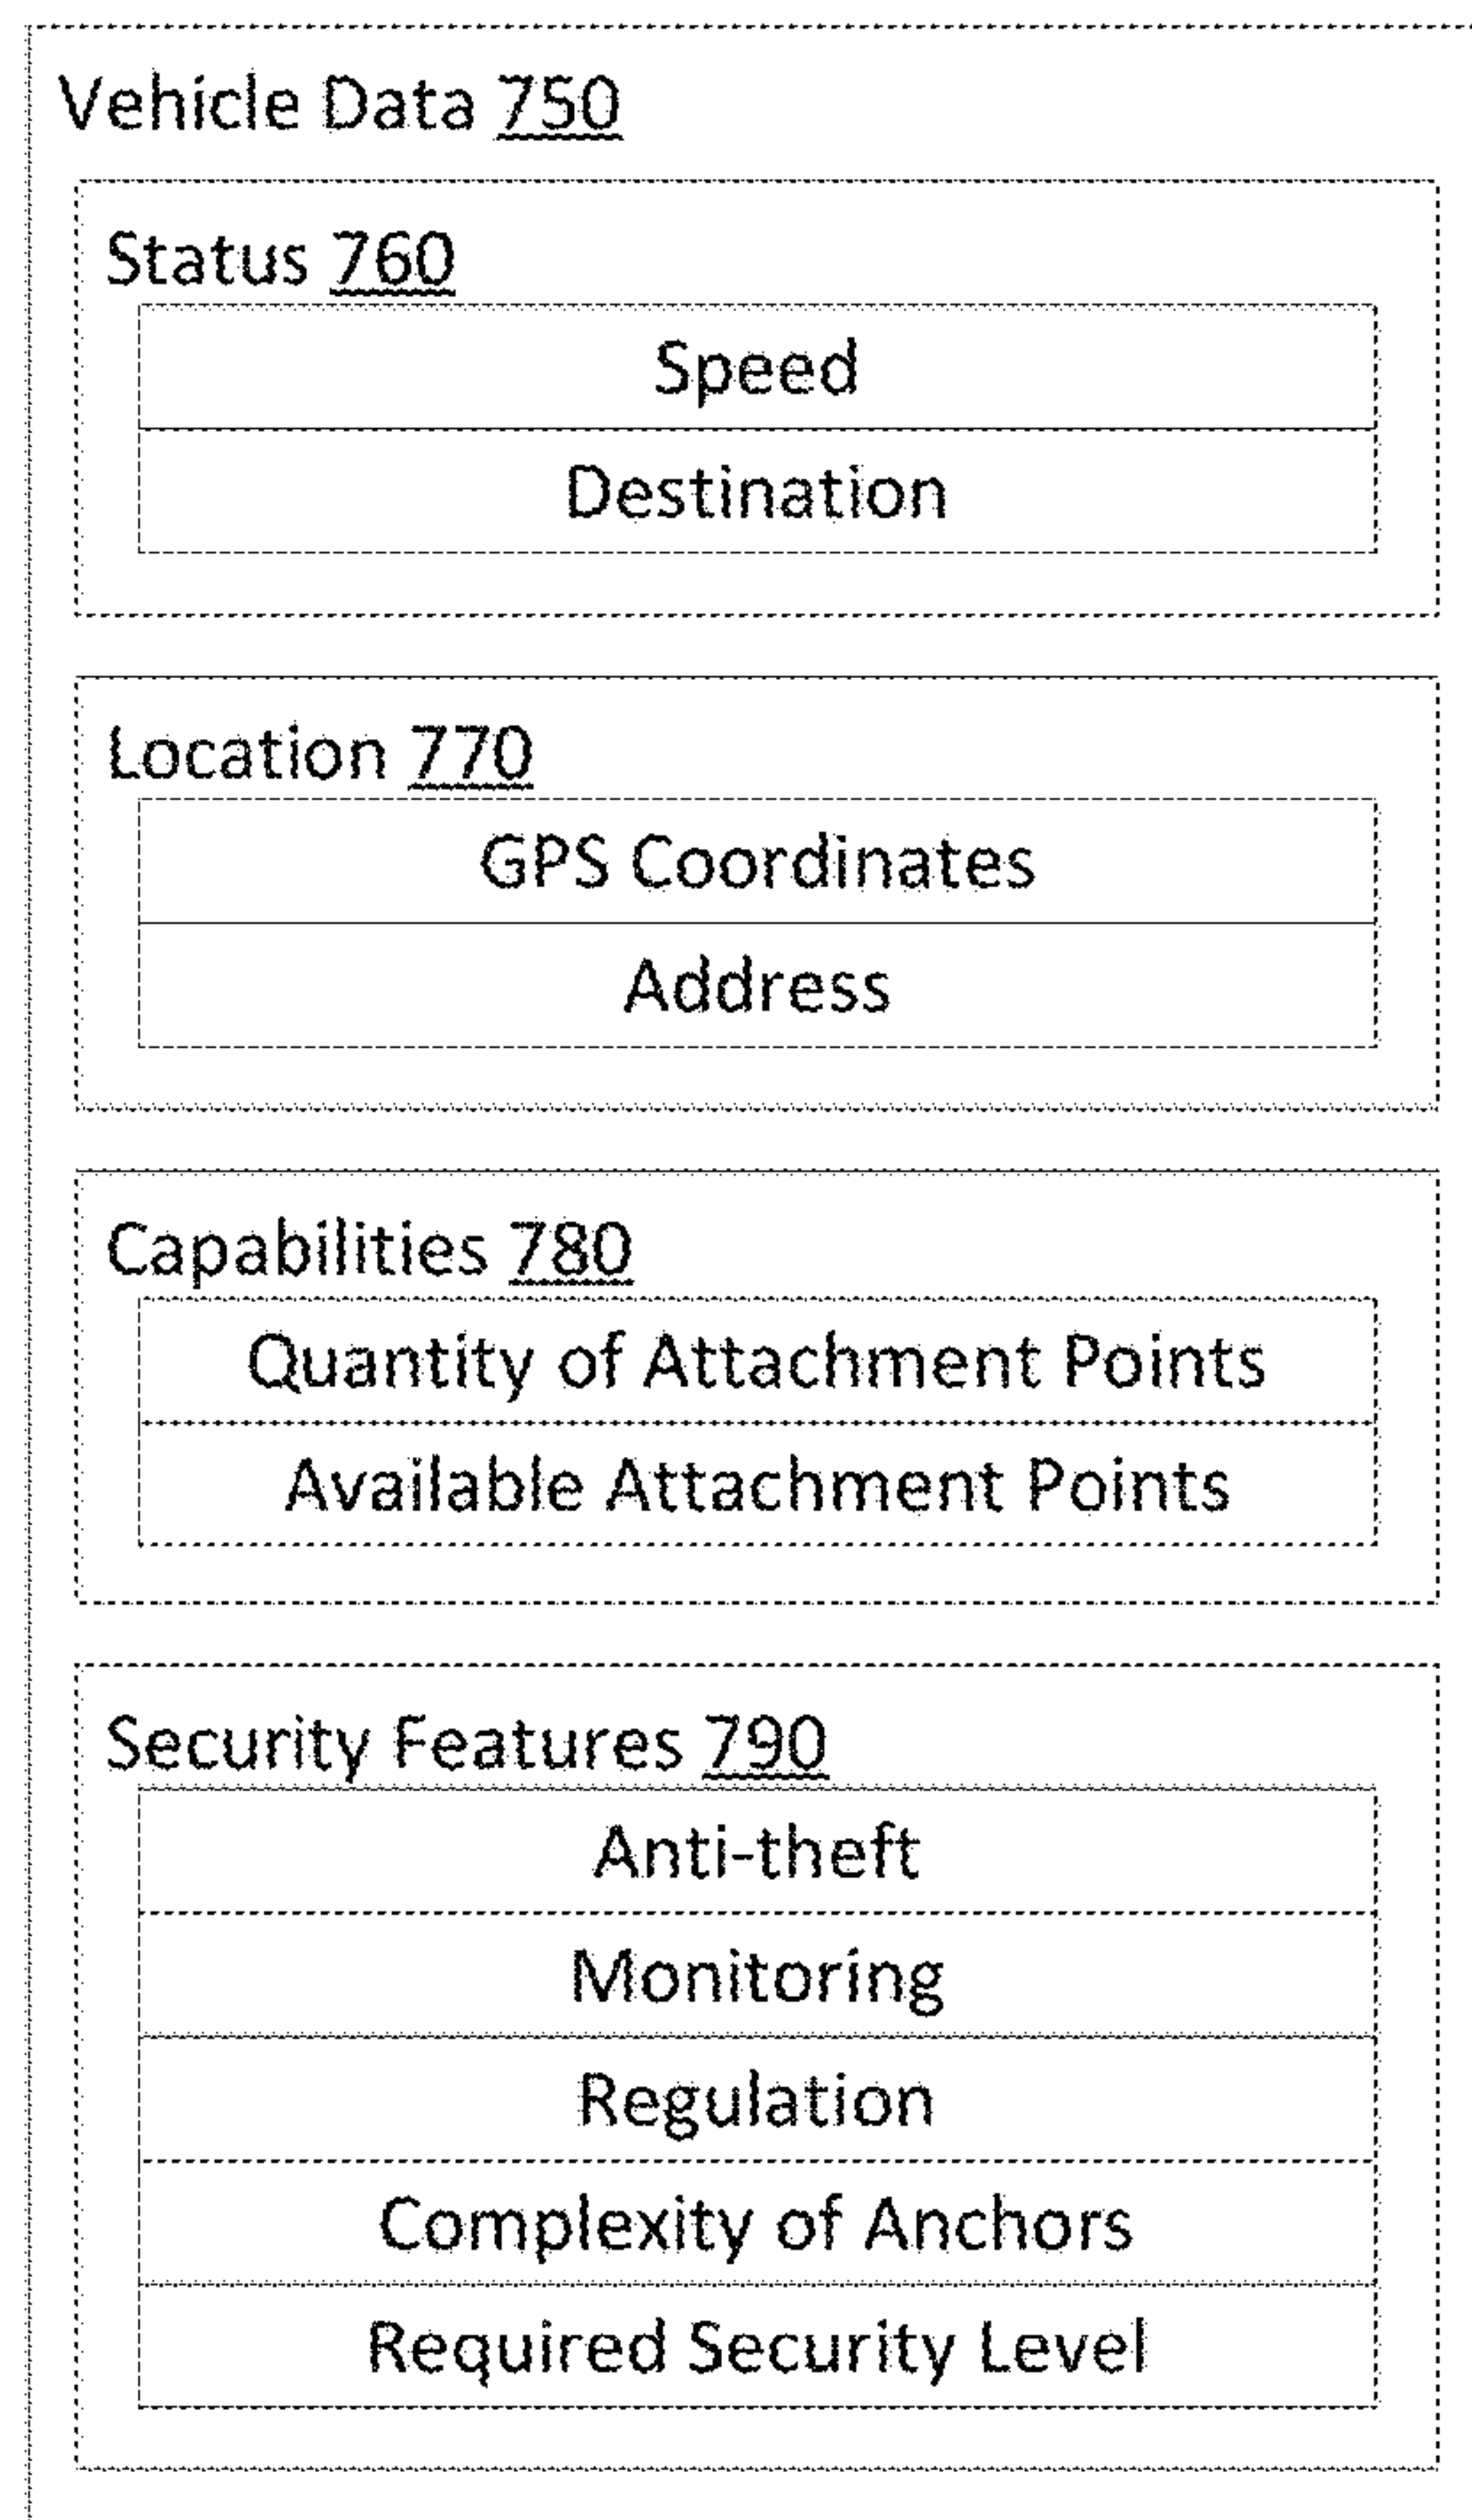 Vehicle Data 750
Status 760
Speed
Destination
Location 770
GPS Coordinates
Address
Capabilities 780
Quantity of Attachment Points
Available Attachment Points
Security Features 790
Anti-theft
Monitoring
Regulation
Complexity of Anchors
Required Security Level